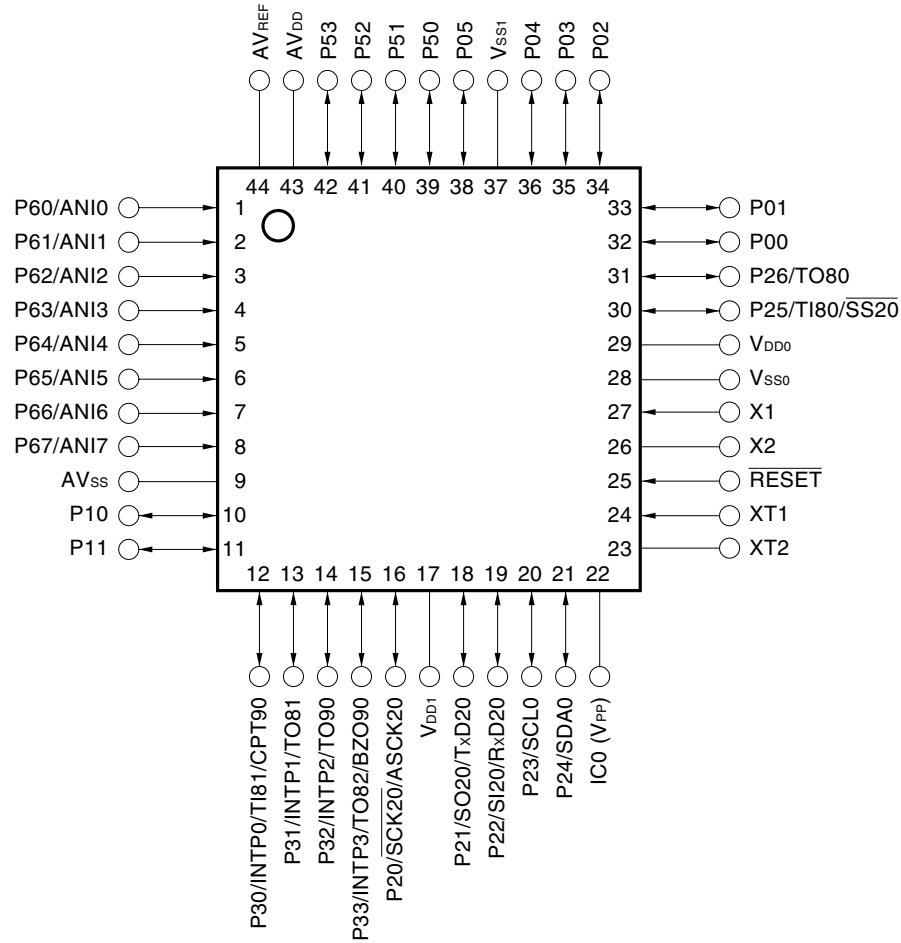 AVREF
AVDD
P53
P52
P51
P50
P05
VSS1
P04
P03
P02
44 43 42 41 40 39 38 37 36 35 34
P60/ANI0 1
P61/ANI1 2
P62/ANI2 3
P63/ANI3 4
P64/ANI4 5
P65/ANI5 6
P66/ANI6 7
P67/ANI7 8
AVSS 9
P10 10
P11 11
33 P01
32 P00
31 P26/TO80
30 P25/TI80/SS20
29 VDD0
28 VSS0
27 X1
26 X2
25 RESET
24 XT1
23 XT2
12 13 14 15 16 17 18 19 20 21 22
P30/INTP0/TI81/CPT90
P31/INTP1/TO81
P32/INTP2/TO90
P33/INTP3/TO82/BZO90
P20/SCK20/ASCK20
VDD1
P21/SO20/TxD20
P22/SI20/RxD20
P23/SCL0
P24/SDA0
IC0 (VPP)